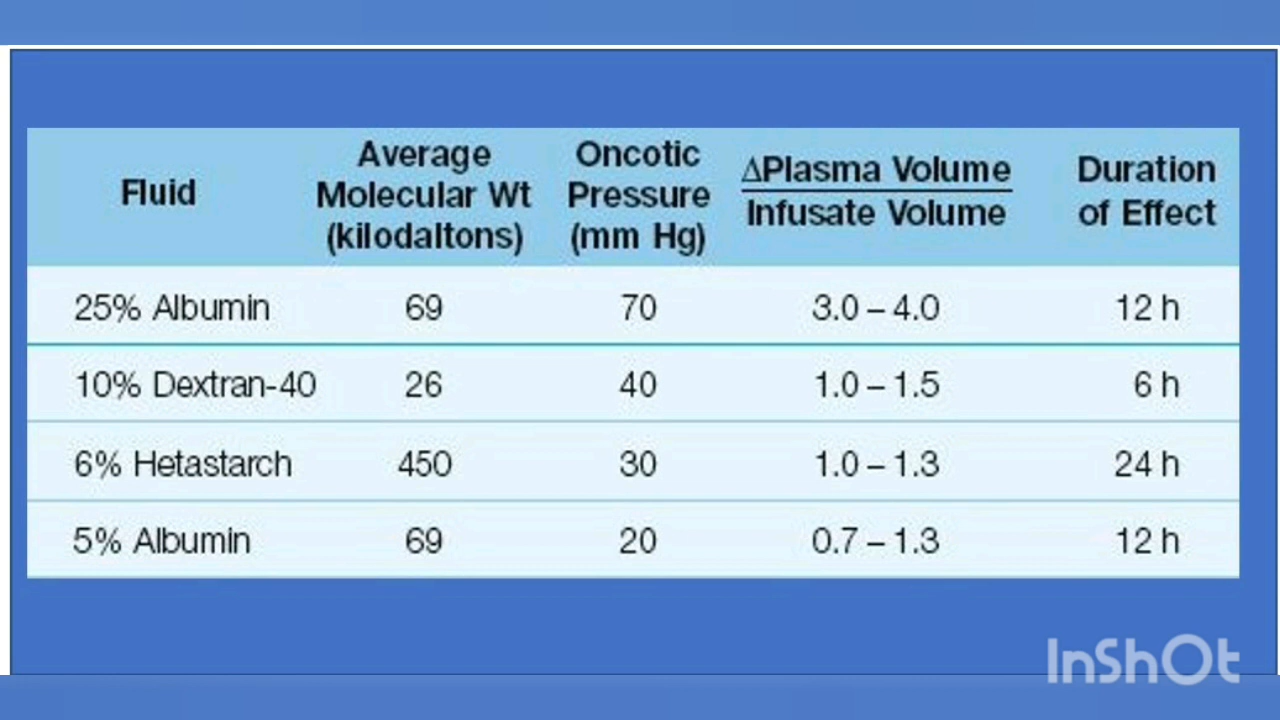 Fluid Average Molecular Wt (kilodaltons) Oncotic Pressure (mm Hg) ΔPlasma Volume / Infusate Volume Duration of Effect
25% Albumin 69 70 3.0 – 4.0 12 h
10% Dextran-40 26 40 1.0 – 1.5 6 h
6% Hetastarch 450 30 1.0 – 1.3 24 h
5% Albumin 69 20 0.7 – 1.3 12 h
InShOt